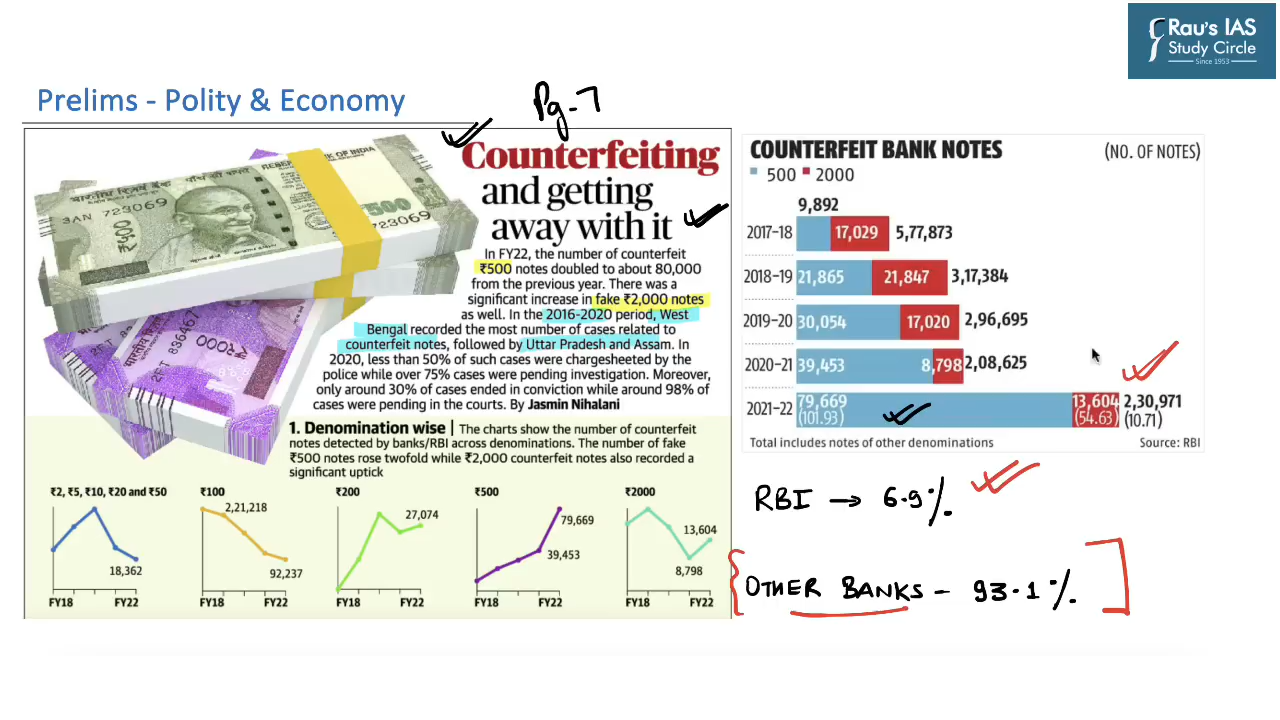 Rau's IAS
Study Circle
Since 1953
Prelims - Polity & Economy
Pg-7
RESERVE BANK OF INDIA
3AN 723069
500
723069
₹500
Counterfeiting
and getting
away with it
In FY22, the number of counterfeit
₹500 notes doubled to about 80,000
from the previous year. There was a
significant increase in fake ₹2,000 notes
as well. In the 2016-2020 period, West
Bengal recorded the most number of cases related to
counterfeit notes, followed by Uttar Pradesh and Assam. In
2020, less than 50% of such cases were chargesheeted by the
police while over 75% cases were pending investigation. Moreover,
only around 30% of cases ended in conviction while around 98% of
cases were pending in the courts. By Jasmin Nihalani
1. Denomination wise | The charts show the number of counterfeit
notes detected by banks/RBI across denominations. The number of fake
₹500 notes rose twofold while ₹2,000 counterfeit notes also recorded a
significant uptick
₹2, ₹5, ₹10, ₹20 and ₹50
18,362
FY18 FY22
₹100
2,21,218
92,237
FY18 FY22
₹200
27,074
FY18 FY22
₹500
79,669
39,453
FY18 FY22
₹2000
13,604
8,798
FY18 FY22
COUNTERFEIT BANK NOTES (NO. OF NOTES)
500 2000
9,892
2017-18 17,029 5,77,873
2018-19 21,865 21,847 3,17,384
2019-20 30,054 17,020 2,96,695
2020-21 39,453 8,798 2,08,625
2021-22 79,669 (101.93) 13,604 (54.63) 2,30,971 (10.71)
Total includes notes of other denominations Source: RBI
RBI → 6.9%
OTHER BANKS - 93.1%